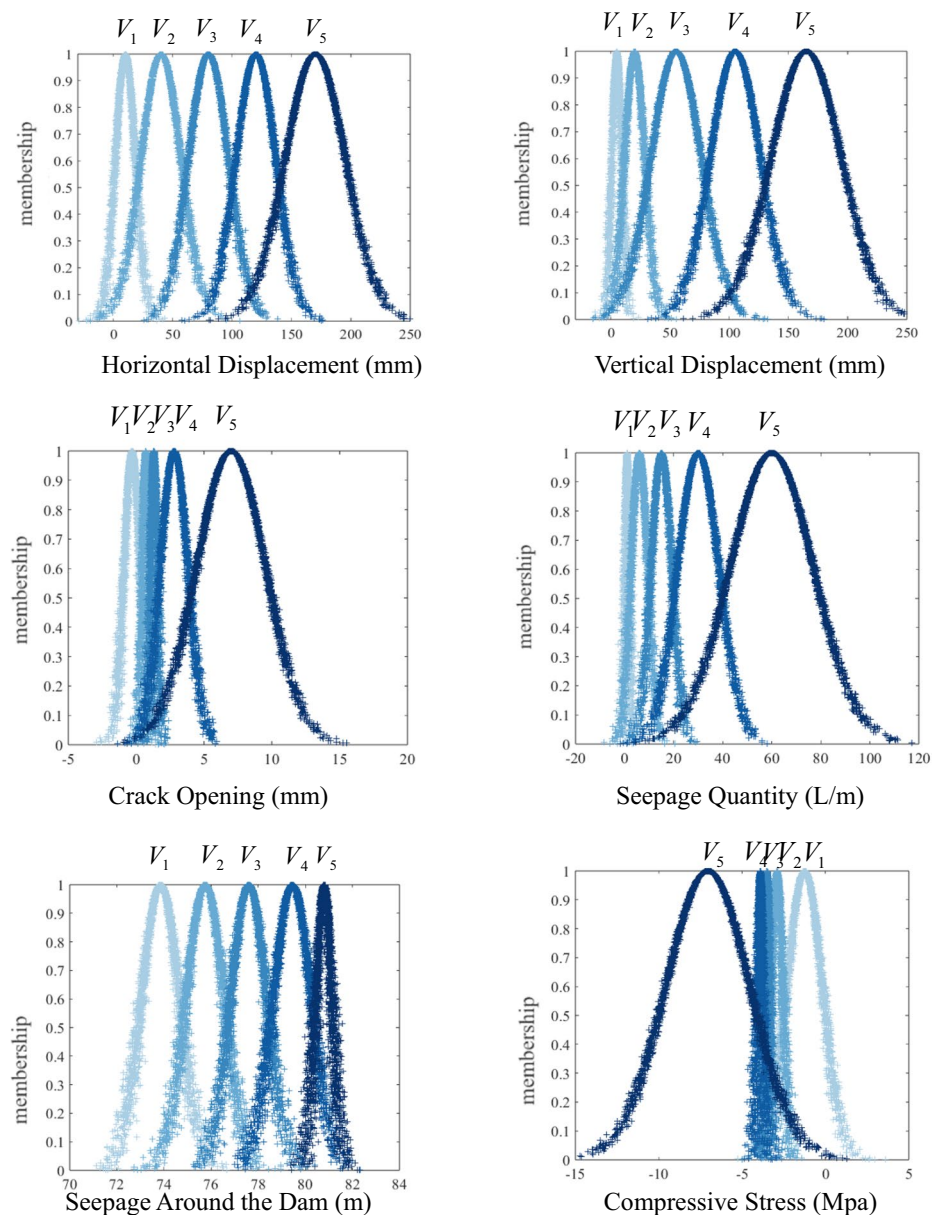 V1 V2 V3 V4 V5
1
0.9
0.8
0.7
0.6
0.5
0.4
0.3
0.2
0.1
0
membership
0 50 100 150 200 250
Horizontal Displacement (mm)
V1 V2 V3 V4 V5
1
0.9
0.8
0.7
0.6
0.5
0.4
0.3
0.2
0.1
0
membership
0 50 100 150 200 250
Vertical Displacement (mm)
V1 V2 V3 V4 V5
1
0.9
0.8
0.7
0.6
0.5
0.4
0.3
0.2
0.1
0
membership
-5 0 5 10 15 20
Crack Opening (mm)
V1 V2 V3 V4 V5
1
0.9
0.8
0.7
0.6
0.5
0.4
0.3
0.2
0.1
0
membership
-20 0 20 40 60 80 100 120
Seepage Quantity (L/m)
V1 V2 V3 V4 V5
1
0.9
0.8
0.7
0.6
0.5
0.4
0.3
0.2
0.1
0
membership
70 72 74 76 78 80 82 84
Seepage Around the Dam (m)
V5 V4 V3 V2 V1
1
0.9
0.8
0.7
0.6
0.5
0.4
0.3
0.2
0.1
0
membership
-15 -10 -5 0 5
Compressive Stress (Mpa)